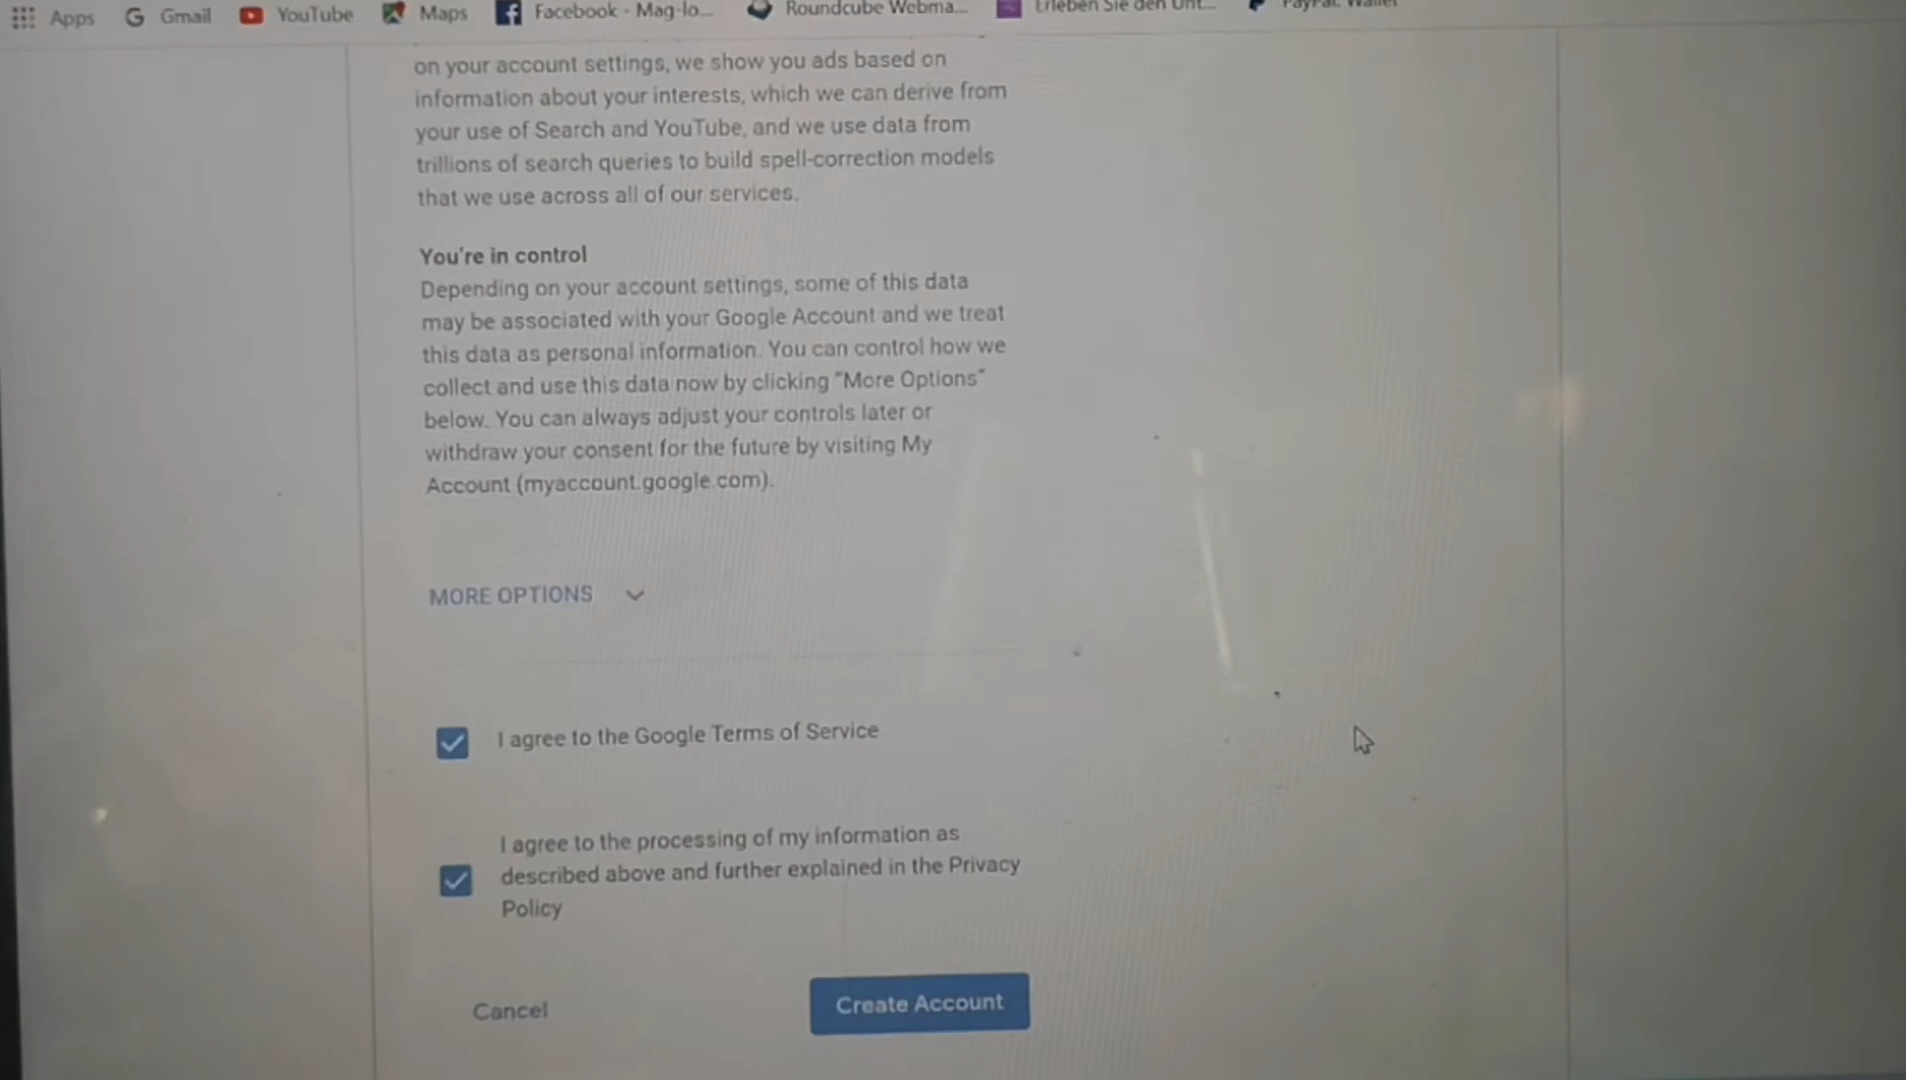 Apps Gmail YouTube Maps Facebook - Mag-lo... Roundcube Webma... Erleben Sie den Unt... PayPal: Wallet
on your account settings, we show you ads based on
information about your interests, which we can derive from
your use of Search and YouTube, and we use data from
trillions of search queries to build spell-correction models
that we use across all of our services.
You're in control
Depending on your account settings, some of this data
may be associated with your Google Account and we treat
this data as personal information. You can control how we
collect and use this data now by clicking "More Options"
below. You can always adjust your controls later or
withdraw your consent for the future by visiting My
Account (myaccount.google.com).
MORE OPTIONS
I agree to the Google Terms of Service
I agree to the processing of my information as
described above and further explained in the Privacy
Policy
Cancel Create Account